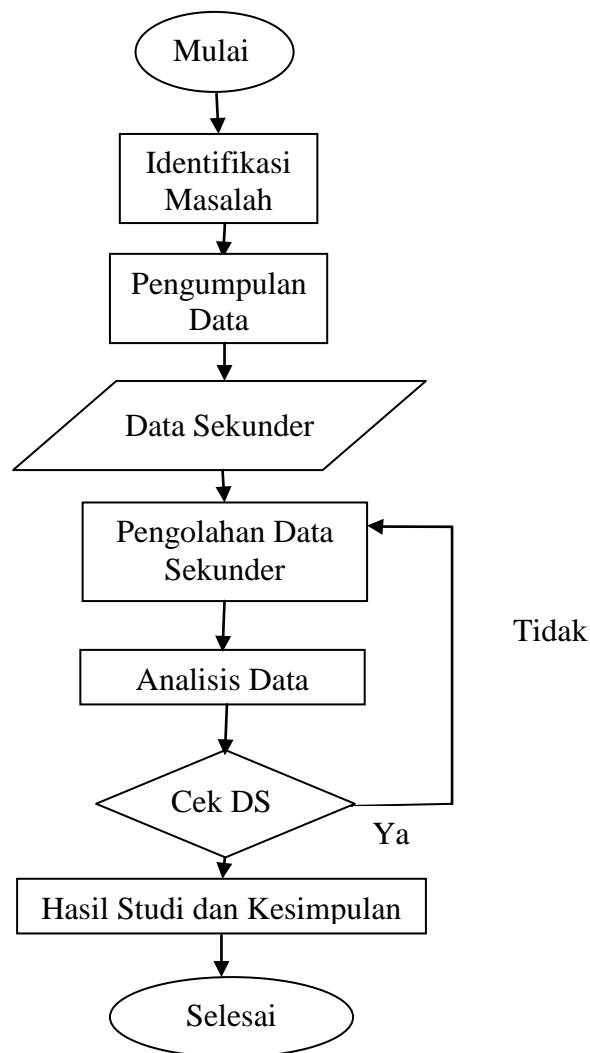 Mulai
Identifikasi
Masalah
Pengumpulan
Data
Data Sekunder
Pengolahan Data
Sekunder
Tidak
Analisis Data
Cek DS
Ya
Hasil Studi dan Kesimpulan
Selesai